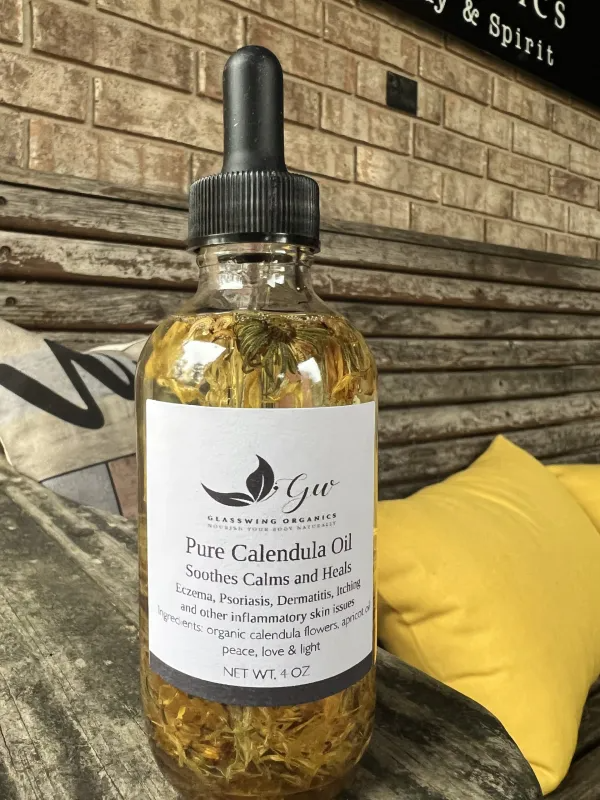 ICS
y & Spirit
Gw
GLASSWING ORGANICS
NOURISH YOUR BODY NATURALLY
Pure Calendula Oil
Soothes Calms and Heals
Eczema, Psoriasis, Dermatitis, Itching
and other inflammatory skin issues
Ingredients: organic calendula flowers, apricot oil
peace, love & light
NET WT, 4 OZ